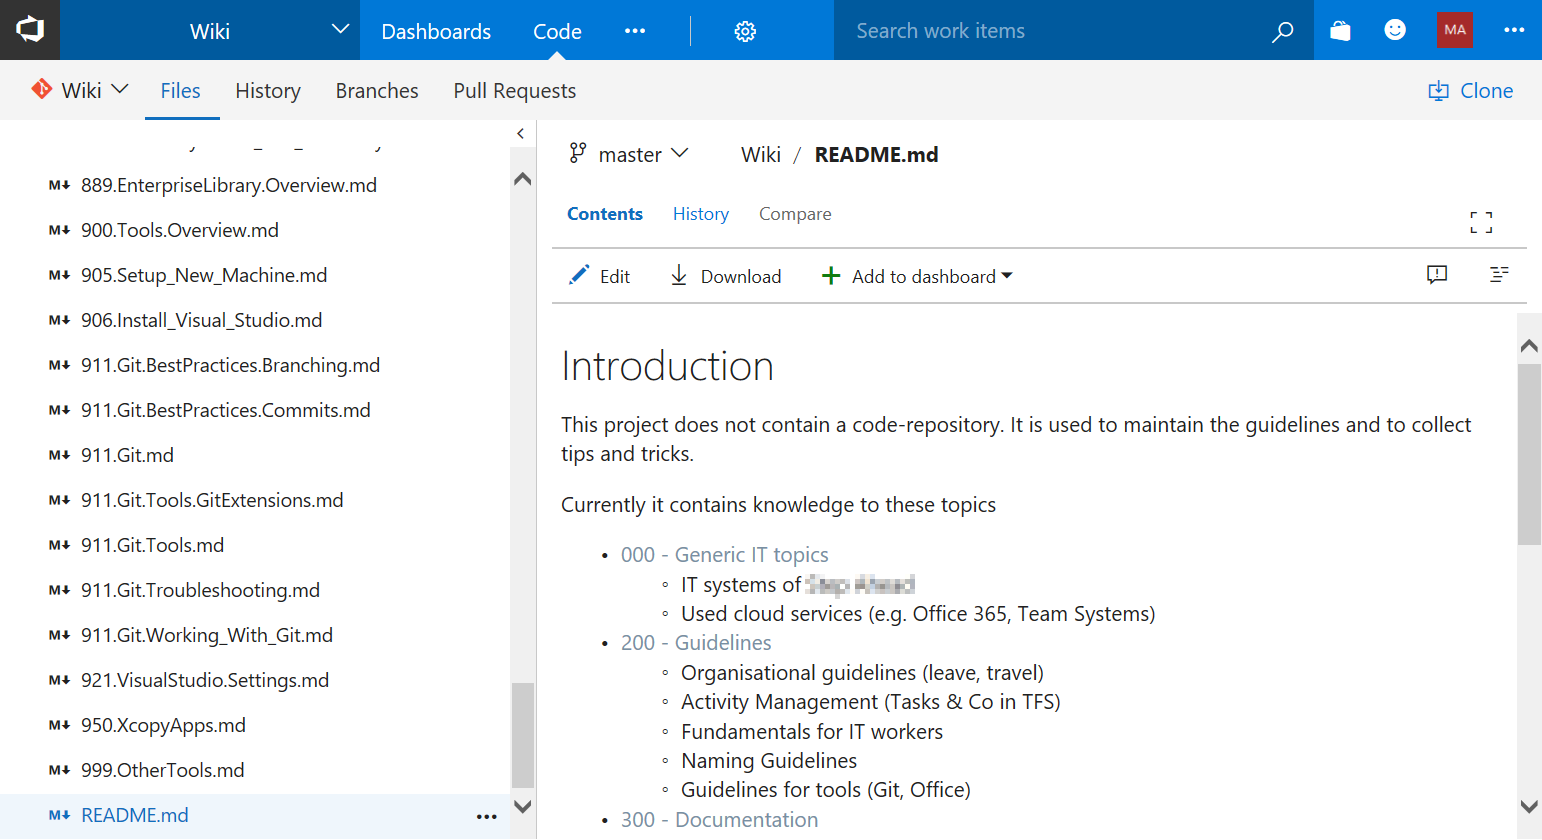 Wiki Dashboards Code Search work items MA
Wiki Files History Branches Pull Requests Clone
889.EnterpriseLibrary.Overview.md
900.Tools.Overview.md
905.Setup_New_Machine.md
906.Install_Visual_Studio.md
911.Git.BestPractices.Branching.md
911.Git.BestPractices.Commits.md
911.Git.md
911.Git.Tools.GitExtensions.md
911.Git.Tools.md
911.Git.Troubleshooting.md
911.Git.Working_With_Git.md
921.VisualStudio.Settings.md
950.XcopyApps.md
999.OtherTools.md
README.md
master Wiki / README.md
Contents History Compare
Edit Download Add to dashboard
Introduction
This project does not contain a code-repository. It is used to maintain the guidelines and to collect
tips and tricks.
Currently it contains knowledge to these topics
• 000 - Generic IT topics
◦ IT systems of
◦ Used cloud services (e.g. Office 365, Team Systems)
• 200 - Guidelines
◦ Organisational guidelines (leave, travel)
◦ Activity Management (Tasks & Co in TFS)
◦ Fundamentals for IT workers
◦ Naming Guidelines
◦ Guidelines for tools (Git, Office)
• 300 - Documentation